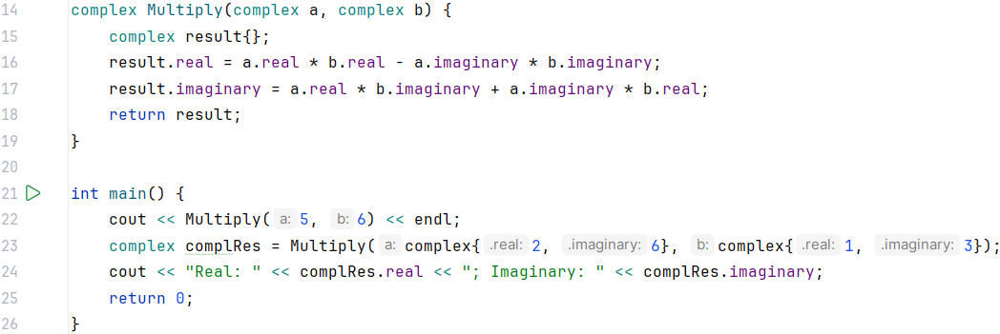 14 complex Multiply(complex a, complex b) {
15     complex result{};
16     result.real = a.real * b.real - a.imaginary * b.imaginary;
17     result.imaginary = a.real * b.imaginary + a.imaginary * b.real;
18     return result;
19 }
20
21 int main() {
22     cout << Multiply( a: 5,  b: 6) << endl;
23     complex complRes = Multiply( a: complex{ .real: 2,  .imaginary: 6},  b: complex{ .real: 1,  .imaginary: 3});
24     cout << "Real: " << complRes.real << "; Imaginary: " << complRes.imaginary;
25     return 0;
26 }